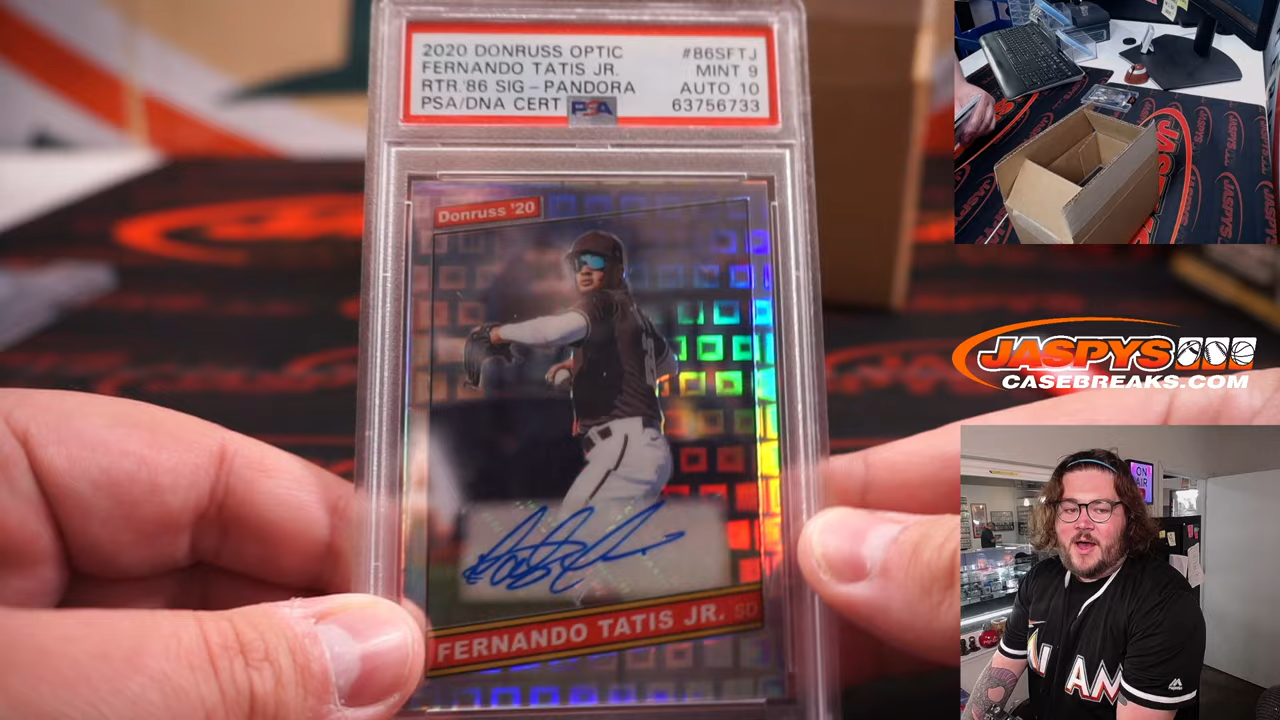 2020 DONRUSS OPTIC #86SFTJ
FERNANDO TATIS JR. MINT 9
RTR.'86 SIG-PANDORA AUTO 10
PSA/DNA CERT PSA 63756733
Donruss '20
FERNANDO TATIS JR. SD
JASPYS
CASEBREAKS.COM
ON
AIR
MIAMI